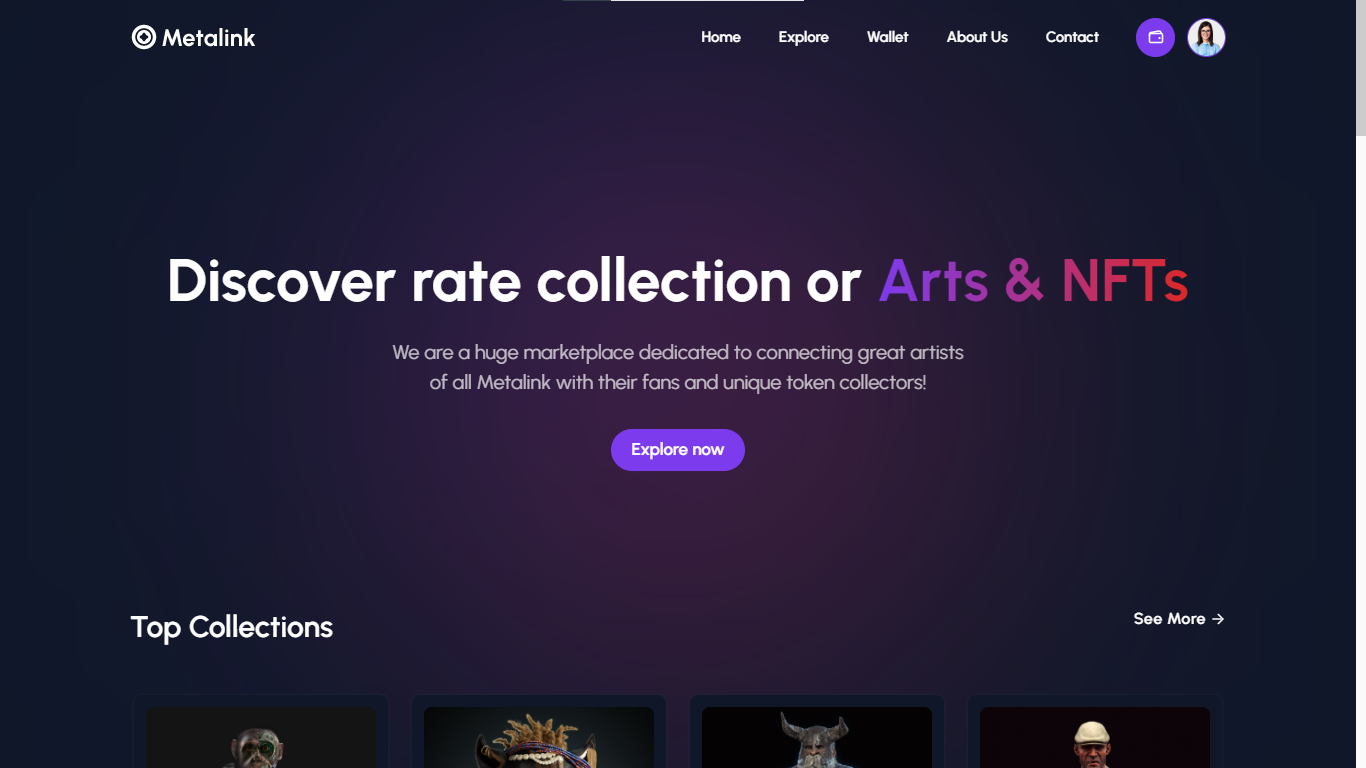 Metalink
Home Explore Wallet About Us Contact
Discover rate collection or Arts & NFTs
We are a huge marketplace dedicated to connecting great artists
of all Metalink with their fans and unique token collectors!
Explore now
Top Collections
See More →